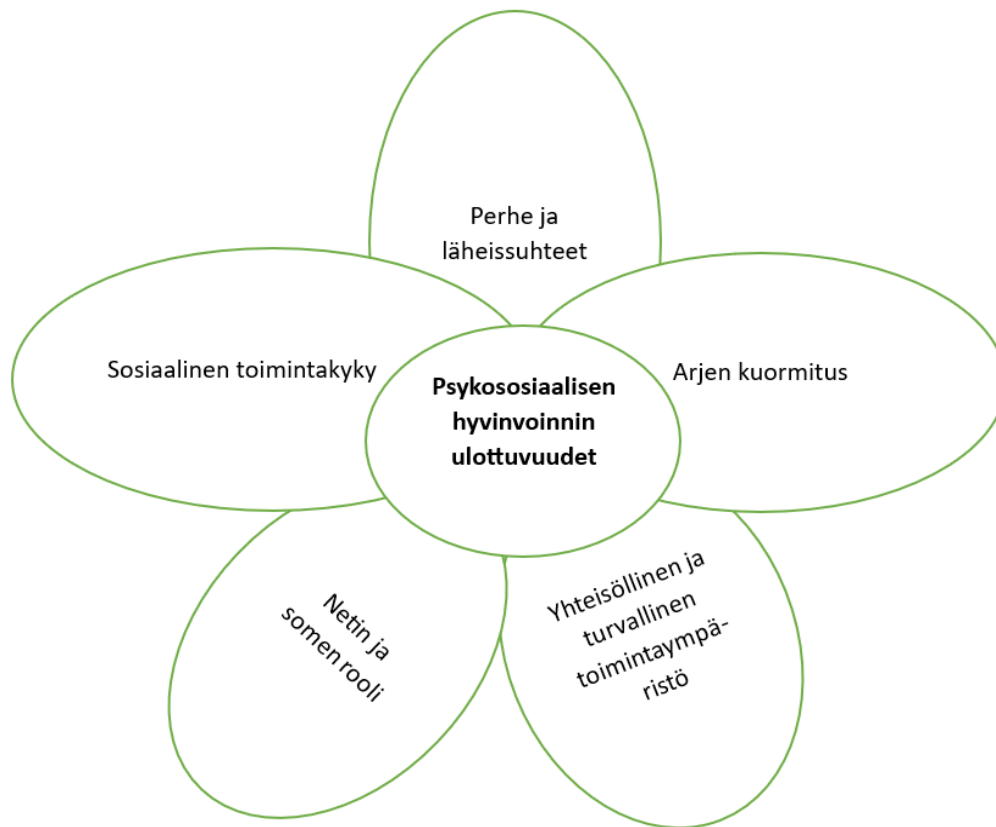 Perhe ja
läheissuhteet
Sosiaalinen toimintakyky
Arjen kuormitus
Psykososiaalisen
hyvinvoinnin
ulottuvuudet
Netin ja
somen rooli
Yhteisöllinen ja
turvallinen
toimintaympä-
ristö